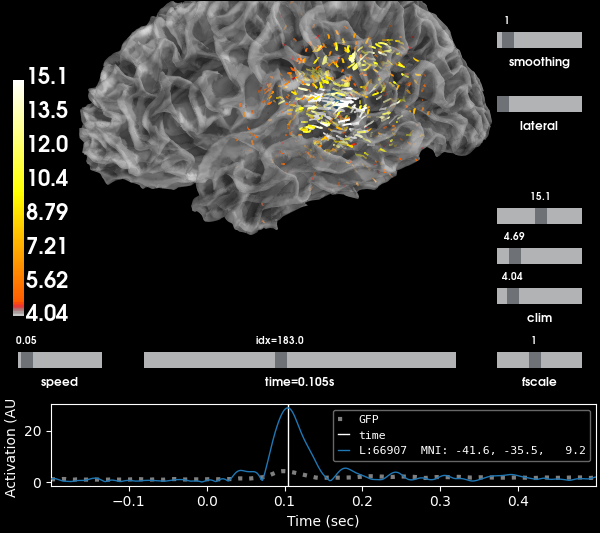 1
smoothing
lateral
15.1
13.5
12.0
10.4
8.79
7.21
5.62
4.04
15.1
4.69
4.04
clim
0.05
speed
idx=183.0
time=0.105s
1
fscale
Activation (AU
20
0
GFP
time
L:66907 MNI: -41.6, -35.5, 9.2
−0.1 0.0 0.1 0.2 0.3 0.4
Time (sec)